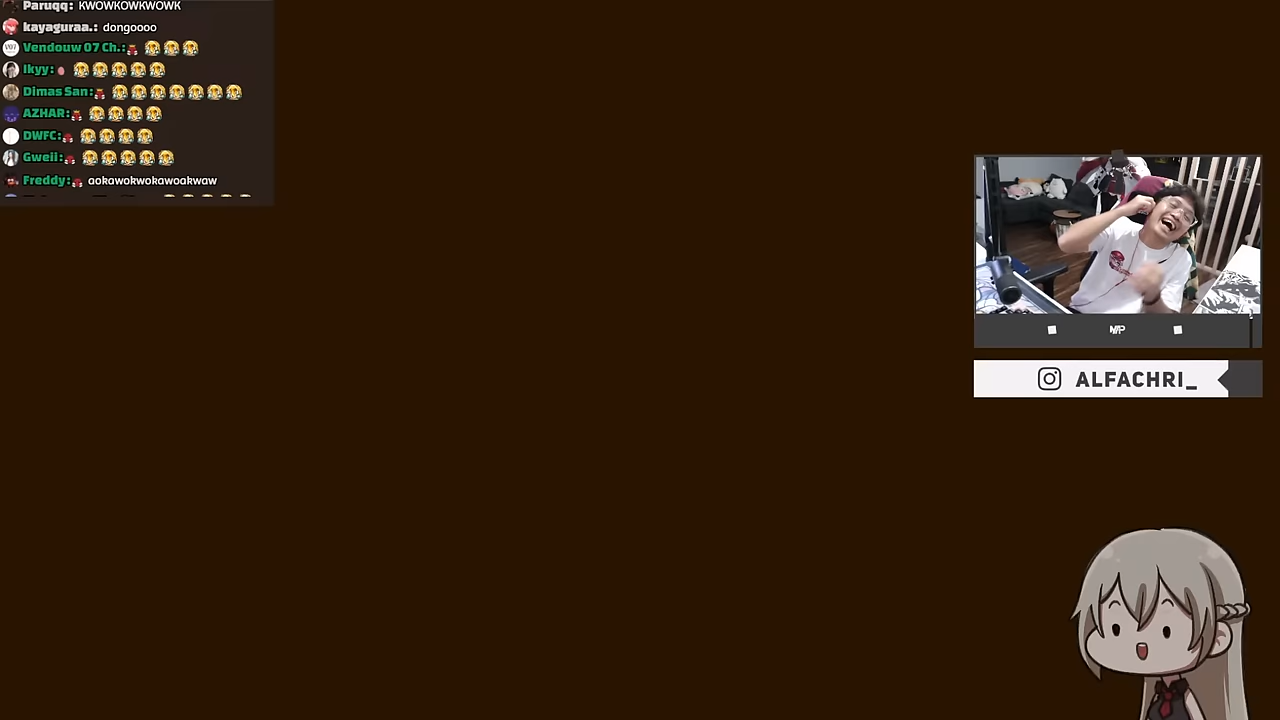 Paruqq: KWOWKOWKWOWK
kayaguraa.: dongoooo
Vendouw 07 Ch.:
Ikyy:
Dimas San:
AZHAR:
DWFC:
Gweii:
Freddy: aokawokwokawoakwaw
ALFACHRI_